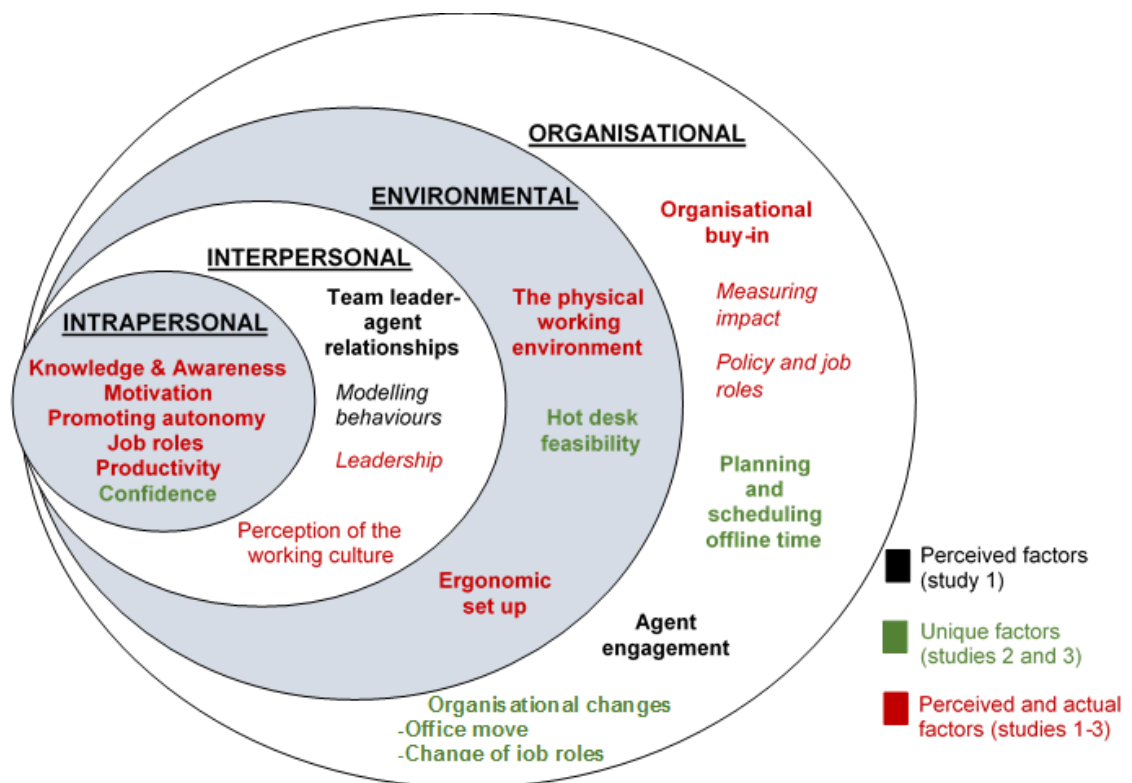 ORGANISATIONAL
ENVIRONMENTAL
INTERPERSONAL
INTRAPERSONAL
Knowledge & Awareness
Motivation
Promoting autonomy
Job roles
Productivity
Confidence
Team leader-
agent
relationships
Modelling
behaviours
Leadership
Perception of the
working culture
The physical
working
environment
Hot desk
feasibility
Ergonomic
set up
Organisational
buy-in
Measuring
impact
Policy and job
roles
Planning
and
scheduling
offline time
Agent
engagement
Organisational changes
-Office move
-Change of job roles
Perceived factors
(study 1)
Unique factors
(studies 2 and 3)
Perceived and actual
factors (studies 1-3)